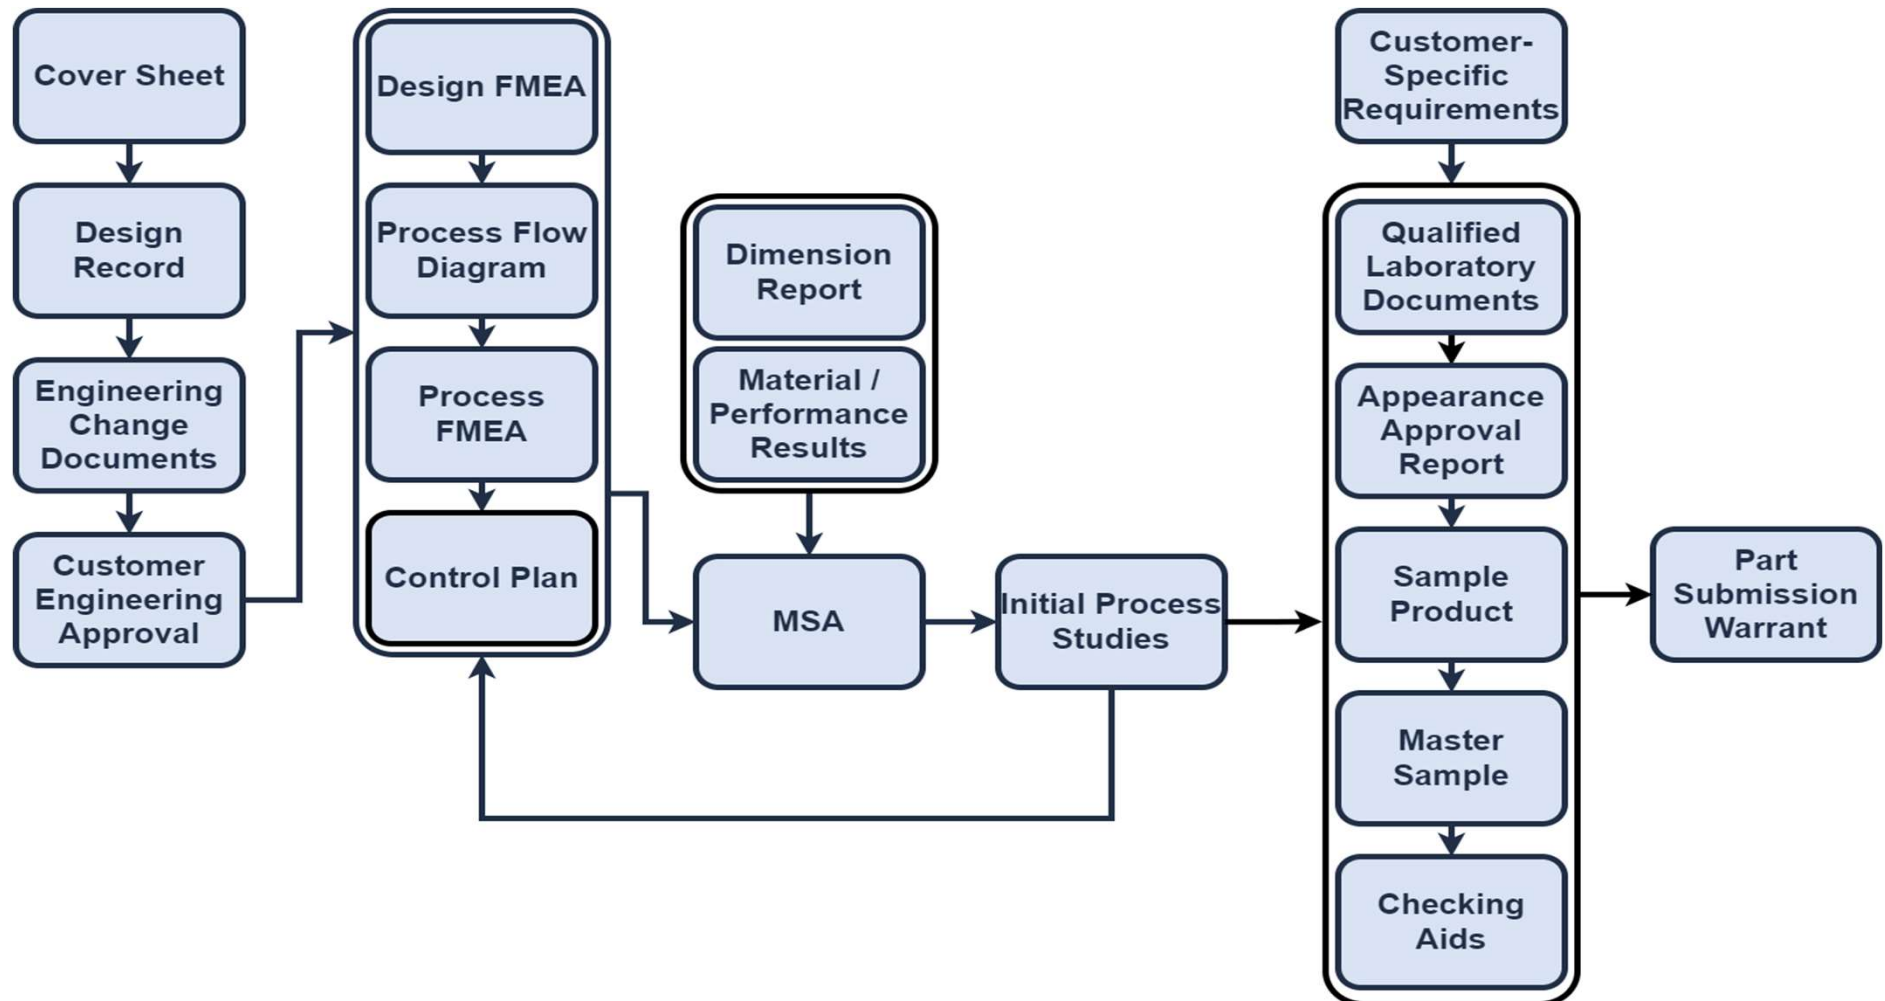 Cover Sheet
Design
Record
Engineering
Change
Documents
Customer
Engineering
Approval
Design FMEA
Process Flow
Diagram
Process
FMEA
Control Plan
Dimension
Report
Material /
Performance
Results
MSA
Initial Process
Studies
Customer-
Specific
Requirements
Qualified
Laboratory
Documents
Appearance
Approval
Report
Sample
Product
Master
Sample
Checking
Aids
Part
Submission
Warrant